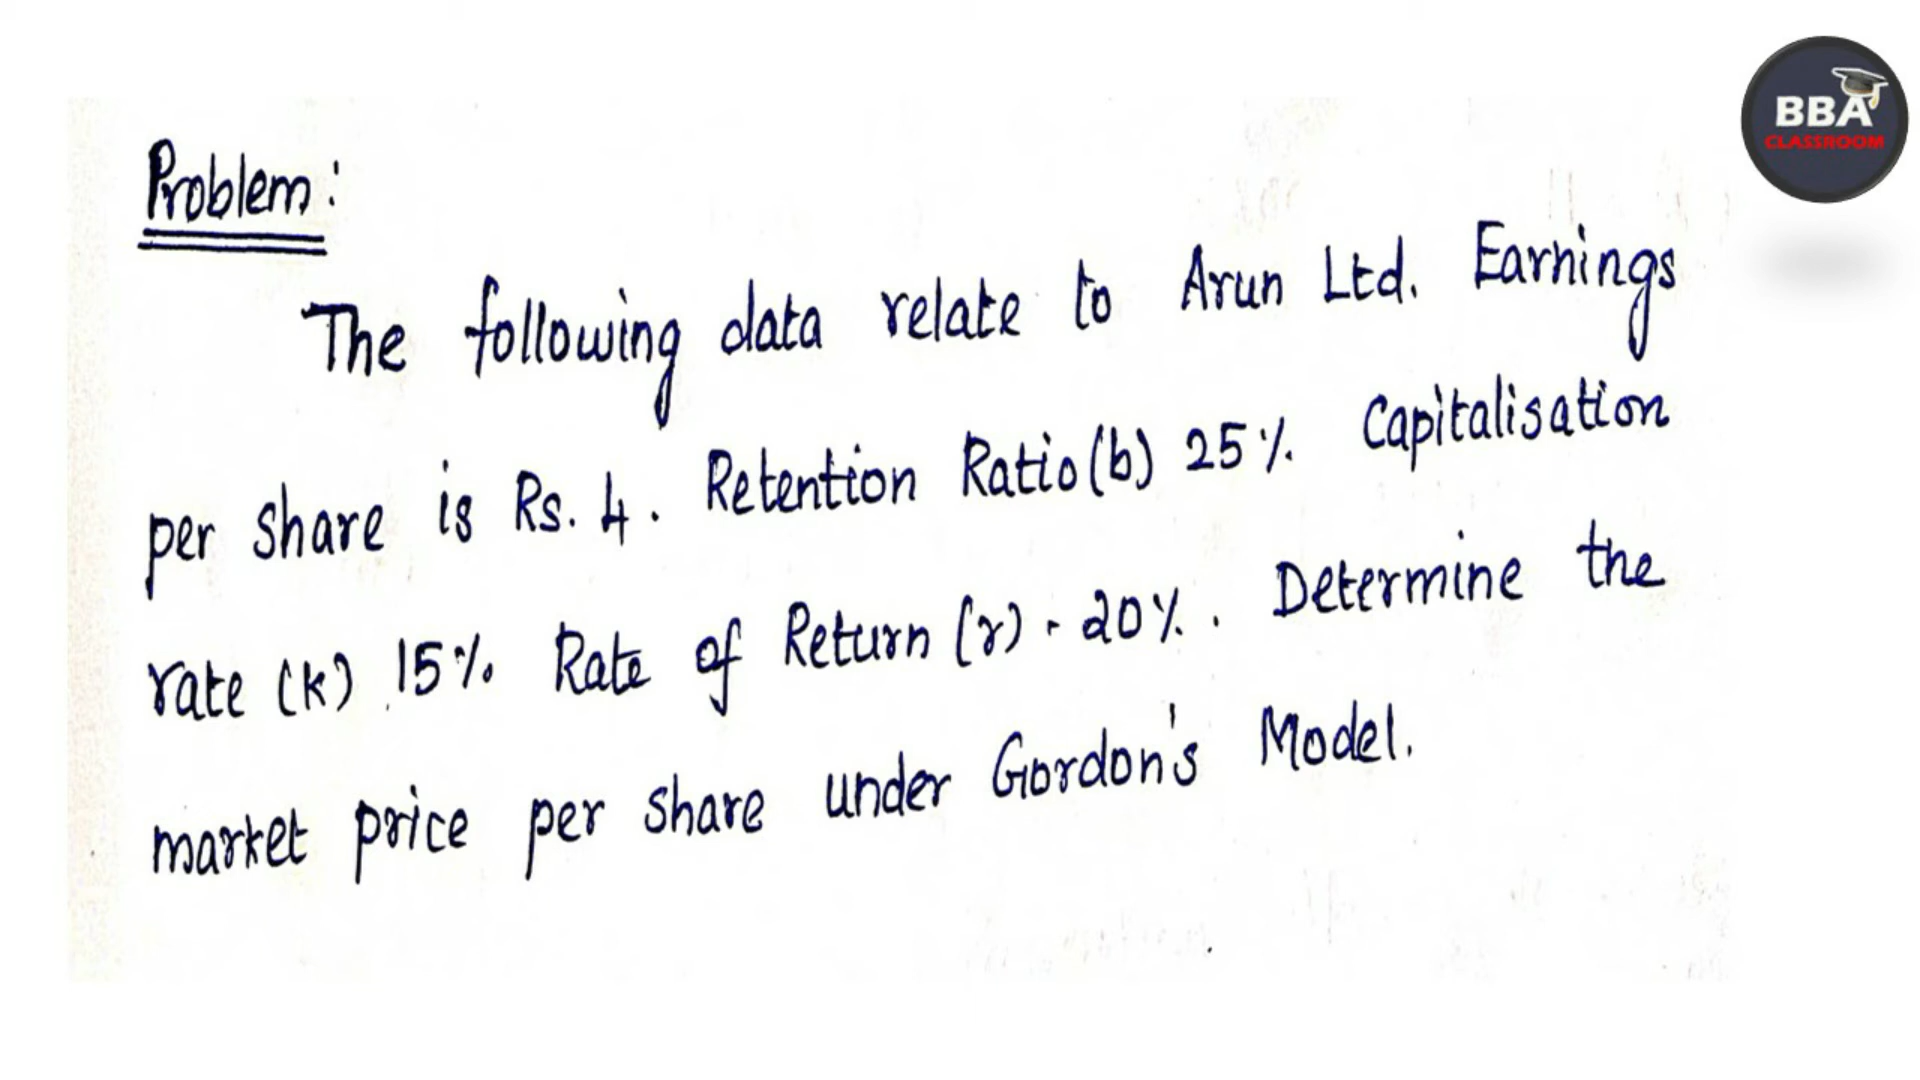 BBA
CLASSROOM
Problem:
The following data relate to Arun Ltd. Earnings
per share is Rs. 4. Retention Ratio (b) 25%. Capitalisation
rate (k) 15%. Rate of Return (r) - 20%. Determine the
market price per share under Gordon's Model.